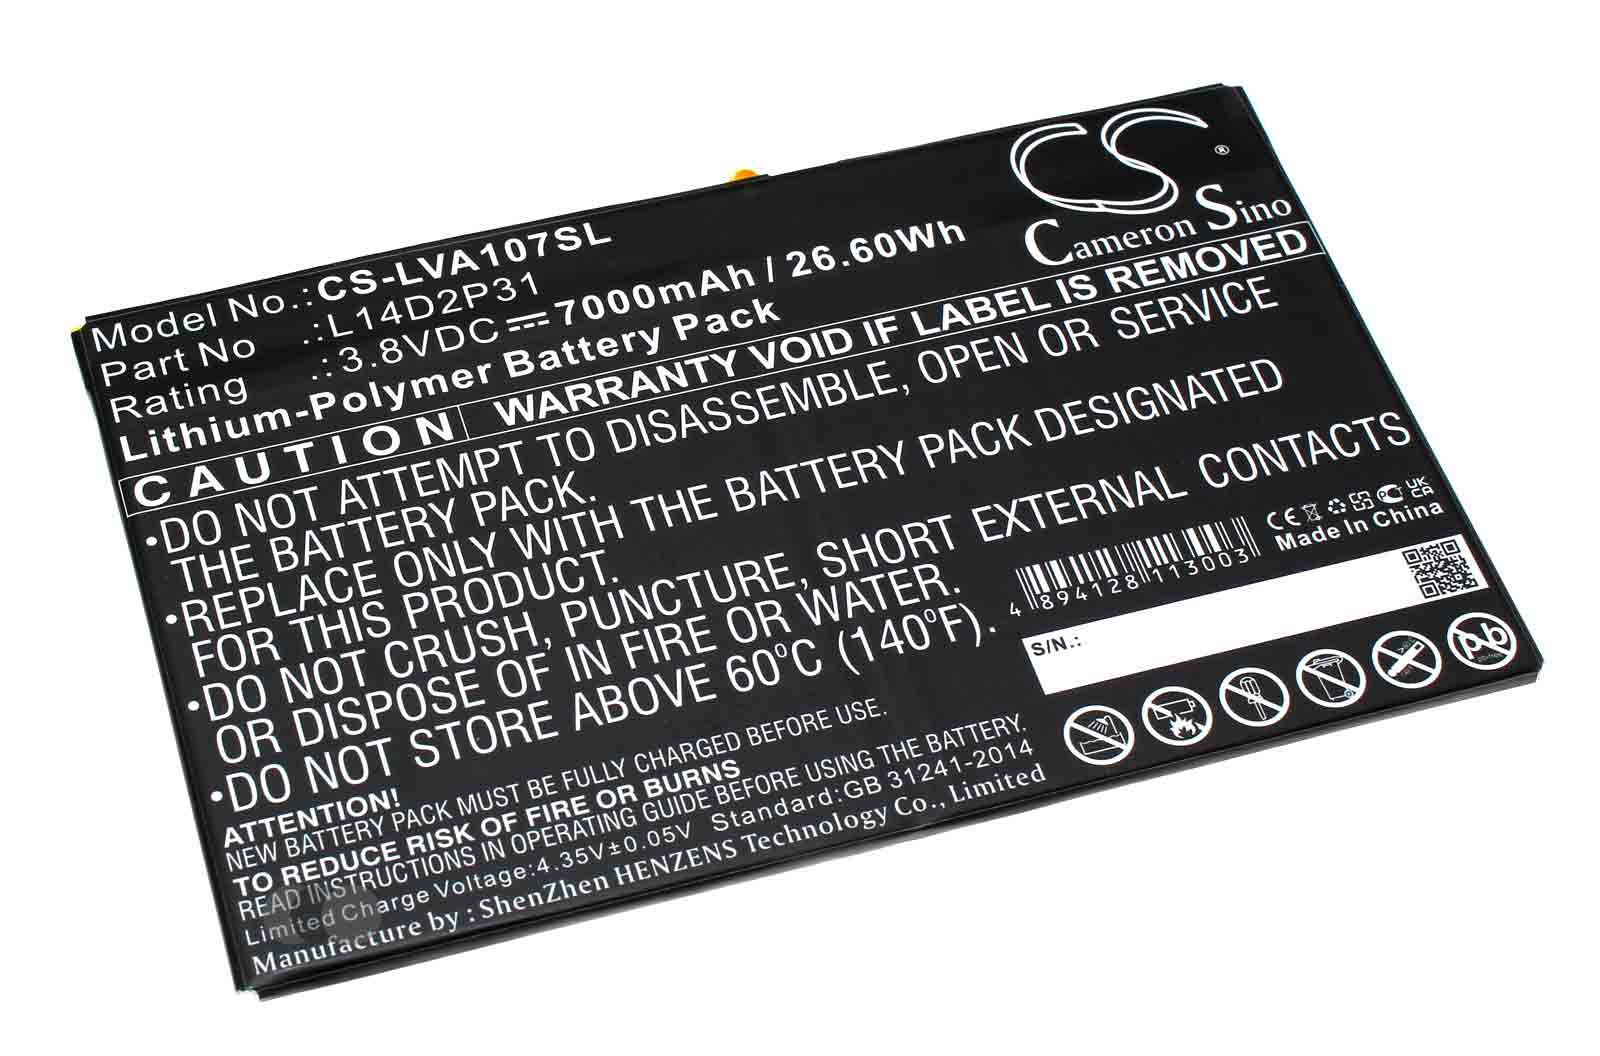 CS®
Cameron Sino
Model No.:CS-LVA107SL
Part No :L14D2P31
Rating .:3.8VDC⎓7000mAh / 26.60Wh
Lithium-Polymer Battery Pack
CAUTION WARRANTY VOID IF LABEL IS REMOVED
•DO NOT ATTEMPT TO DISASSEMBLE, OPEN OR SERVICE
THE BATTERY PACK.
•REPLACE ONLY WITH THE BATTERY PACK DESIGNATED
FOR THIS PRODUCT.
•DO NOT CRUSH, PUNCTURE, SHORT EXTERNAL CONTACTS
OR DISPOSE OF IN FIRE OR WATER.
•DO NOT STORE ABOVE 60°C (140°F).
ATTENTION!
NEW BATTERY PACK MUST BE FULLY CHARGED BEFORE USE.
TO REDUCE RISK OF FIRE OR BURNS
READ INSTRUCTIONS IN OPERATING GUIDE BEFORE USING THE BATTERY.
Limited Charge Voltage:4.35V±0.05V Standard:GB 31241-2014
Manufacture by : ShenZhen HENZENS Technology Co., Limited
CE UKCA
Made In China
4 894128 113003
S/N.:
pb